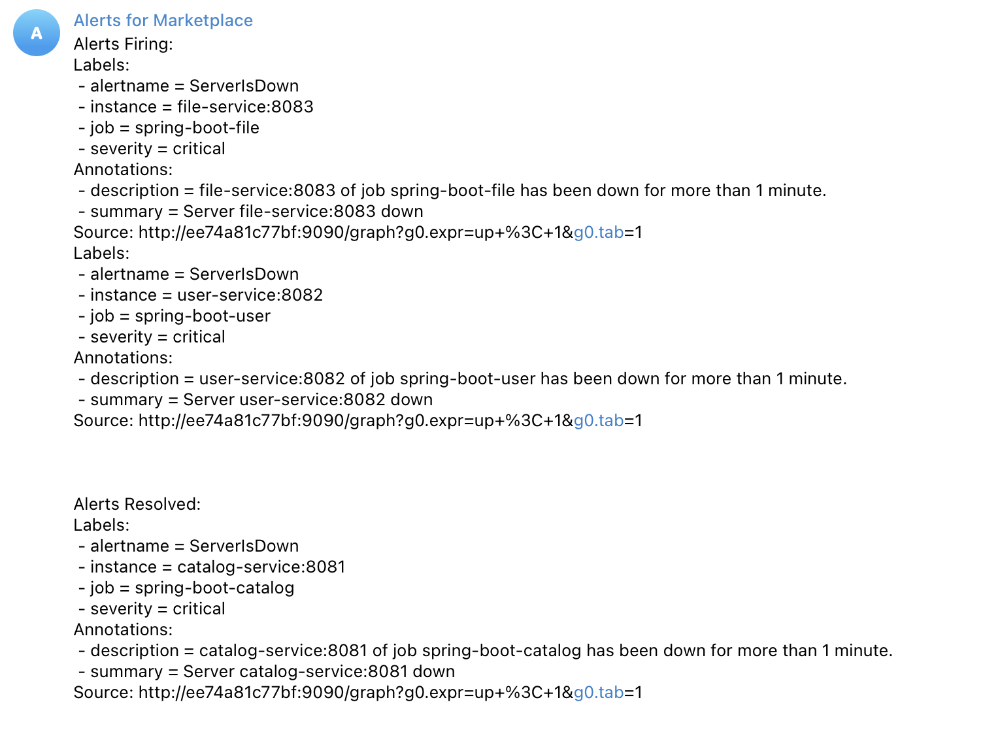 A
Alerts for Marketplace
Alerts Firing:
Labels:
- alertname = ServerIsDown
- instance = file-service:8083
- job = spring-boot-file
- severity = critical
Annotations:
- description = file-service:8083 of job spring-boot-file has been down for more than 1 minute.
- summary = Server file-service:8083 down
Source: http://ee74a81c77bf:9090/graph?g0.expr=up+%3C+1&g0.tab=1
Labels:
- alertname = ServerIsDown
- instance = user-service:8082
- job = spring-boot-user
- severity = critical
Annotations:
- description = user-service:8082 of job spring-boot-user has been down for more than 1 minute.
- summary = Server user-service:8082 down
Source: http://ee74a81c77bf:9090/graph?g0.expr=up+%3C+1&g0.tab=1
Alerts Resolved:
Labels:
- alertname = ServerIsDown
- instance = catalog-service:8081
- job = spring-boot-catalog
- severity = critical
Annotations:
- description = catalog-service:8081 of job spring-boot-catalog has been down for more than 1 minute.
- summary = Server catalog-service:8081 down
Source: http://ee74a81c77bf:9090/graph?g0.expr=up+%3C+1&g0.tab=1